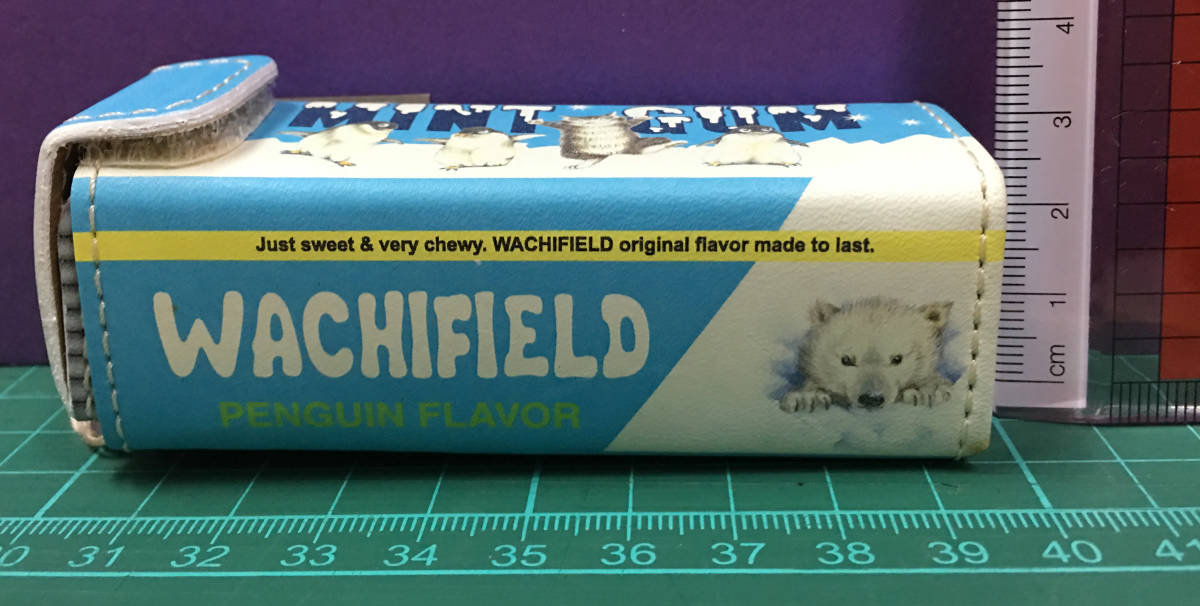 MINT GUM
Just sweet & very chewy. WACHIFIELD original flavor made to last.
WACHIFIELD
PENGUIN FLAVOR
4
3
2
1
cm
31 32 33 34 35 36 37 38 39 40